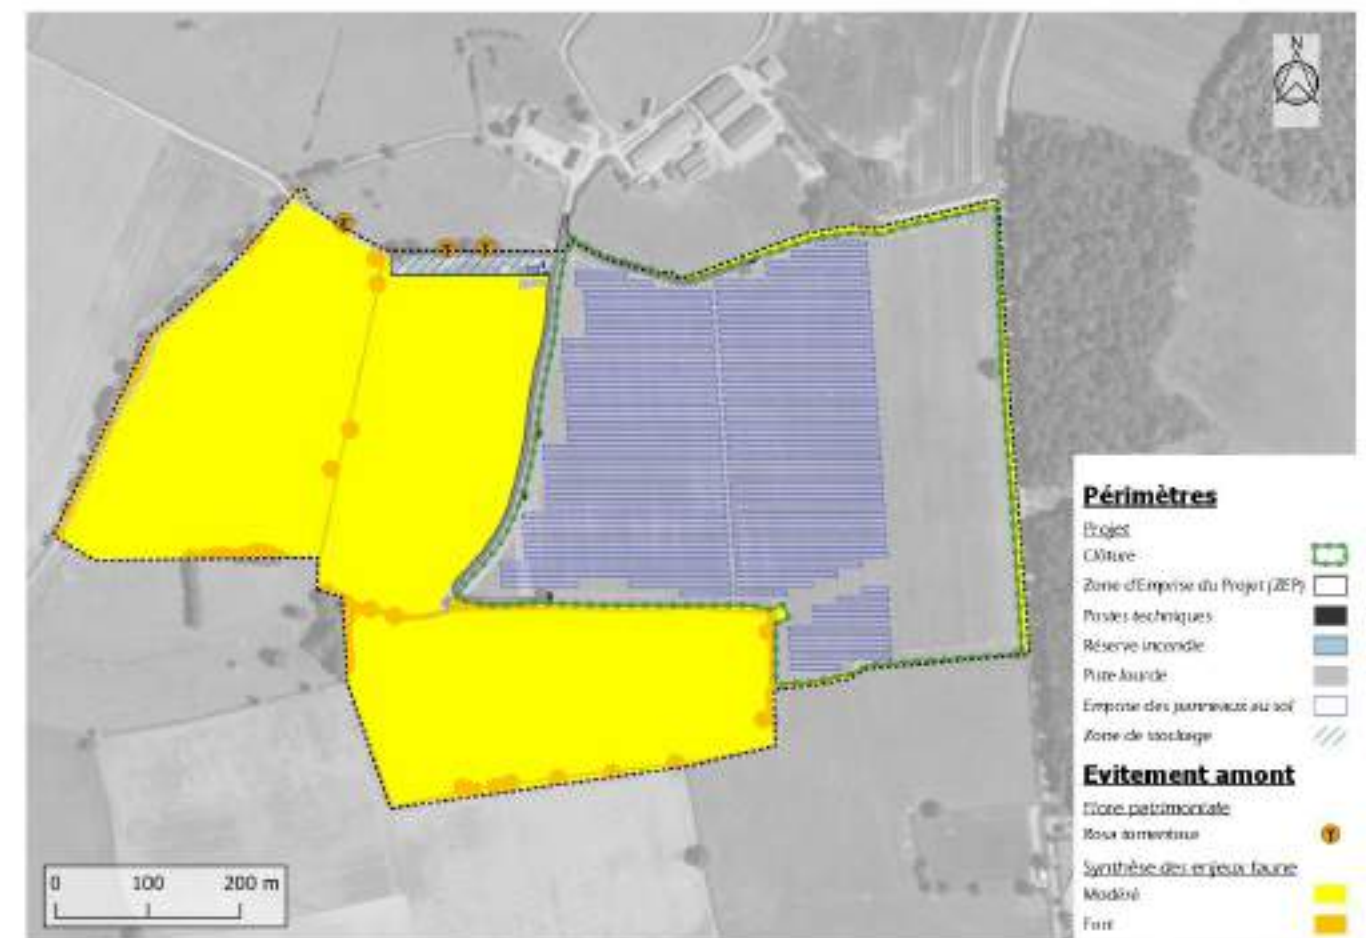 N
Périmètres
Projet
Clôture
Zone d'Emprise du Projet (ZEP)
Postes techniques
Réserve incendie
Piste lourde
Emprise des panneaux au sol
Zone de stockage
Evitement amont
Flore patrimoniale
Rosa tomentosa
Synthèse des enjeux faune
Modéré
Fort
0 100 200 m